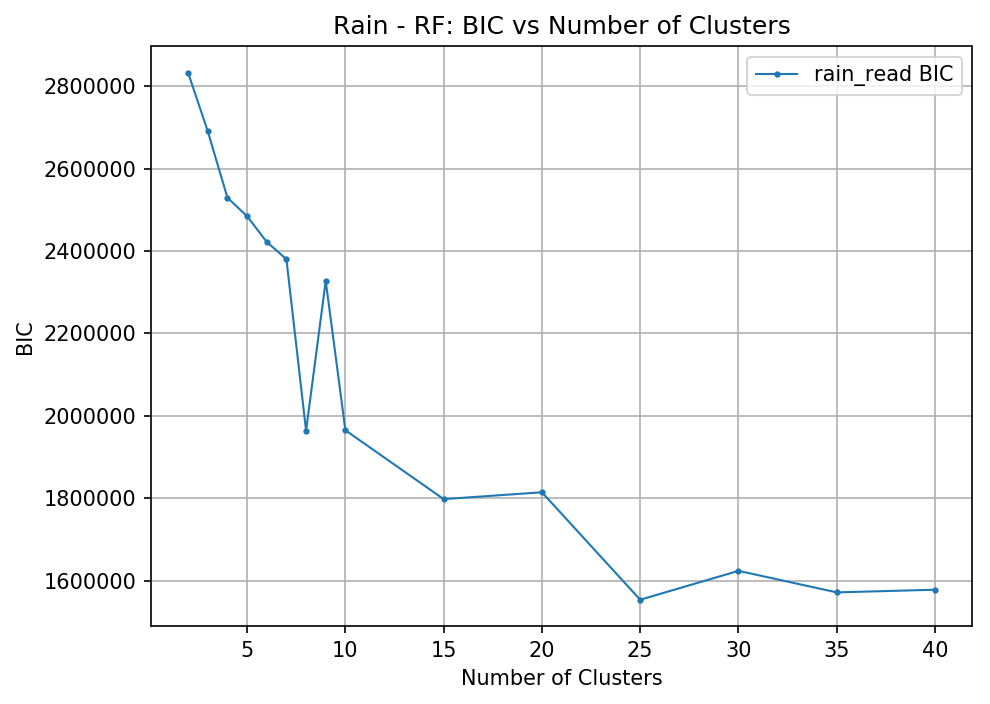 Rain - RF: BIC vs Number of Clusters
rain_read BIC
2800000
2600000
2400000
2200000
2000000
1800000
1600000
BIC
5 10 15 20 25 30 35 40
Number of Clusters